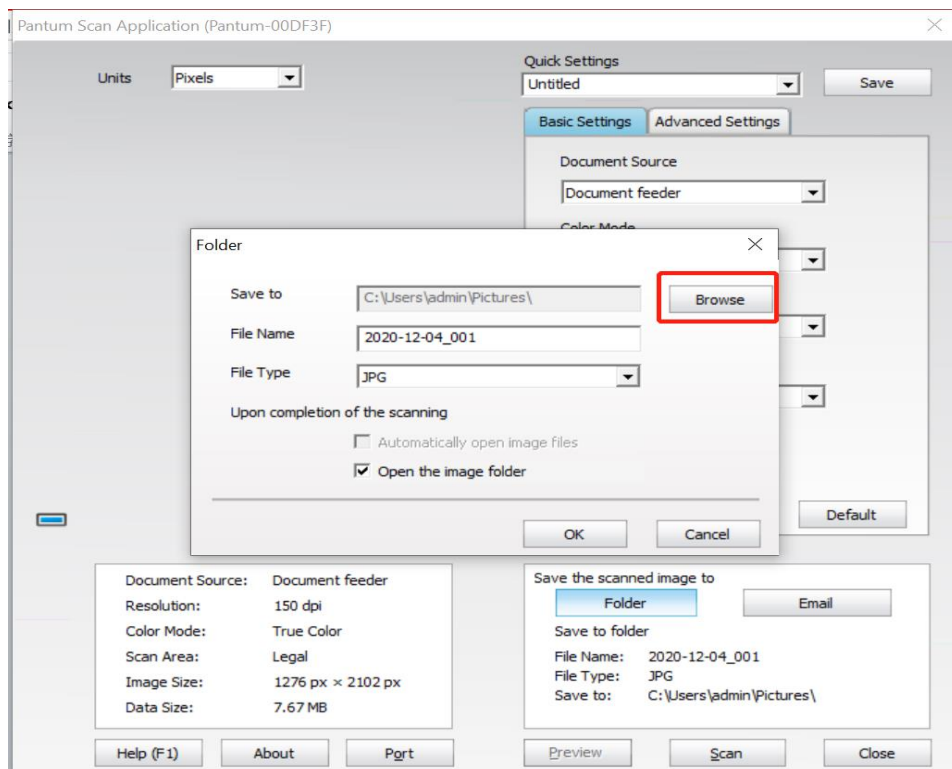 Pantum Scan Application (Pantum-00DF3F)
Units
Pixels
Quick Settings
Untitled
Save
Basic Settings
Advanced Settings
Document Source
Document feeder
Color Mode
Folder
Save to
C:\Users\admin\Pictures\
Browse
File Name
2020-12-04_001
File Type
JPG
Upon completion of the scanning
Automatically open image files
Open the image folder
OK
Cancel
Default
Document Source: Document feeder
Resolution: 150 dpi
Color Mode: True Color
Scan Area: Legal
Image Size: 1276 px × 2102 px
Data Size: 7.67 MB
Save the scanned image to
Folder
Email
Save to folder
File Name: 2020-12-04_001
File Type: JPG
Save to: C:\Users\admin\Pictures\
Help (F1)
About
Port
Preview
Scan
Close